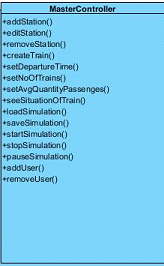 MasterController
+addStation()
+editStation()
+removeStation()
+createTrain()
+setDepartureTime()
+setNoOfTrains()
+setAvgQuantityPassenges()
+seeSituationOfTrain()
+loadSimulation()
+saveSimulation()
+startSimulation()
+stopSimulation()
+pauseSimulation()
+addUser()
+removeUser()